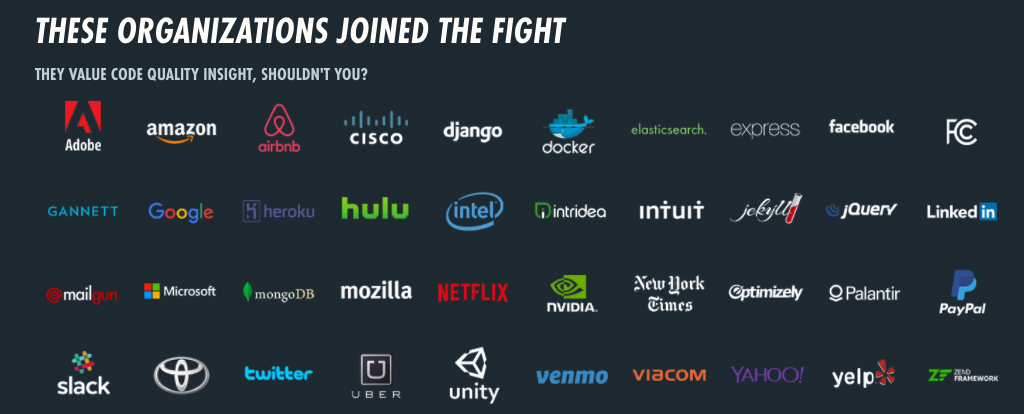 THESE ORGANIZATIONS JOINED THE FIGHT
THEY VALUE CODE QUALITY INSIGHT, SHOULDN'T YOU?
Adobe amazon airbnb CISCO django docker elasticsearch. express facebook FCC
GANNETT Google heroku hulu intel intridea intuit jekyll jQuery Linked in
@mailgun Microsoft mongoDB mozilla NETFLIX NVIDIA. New York Times Optimizely Palantir PayPal
slack twitter U UBER unity venmo VIACOM YAHOO! yelp ZF ZEND FRAMEWORK